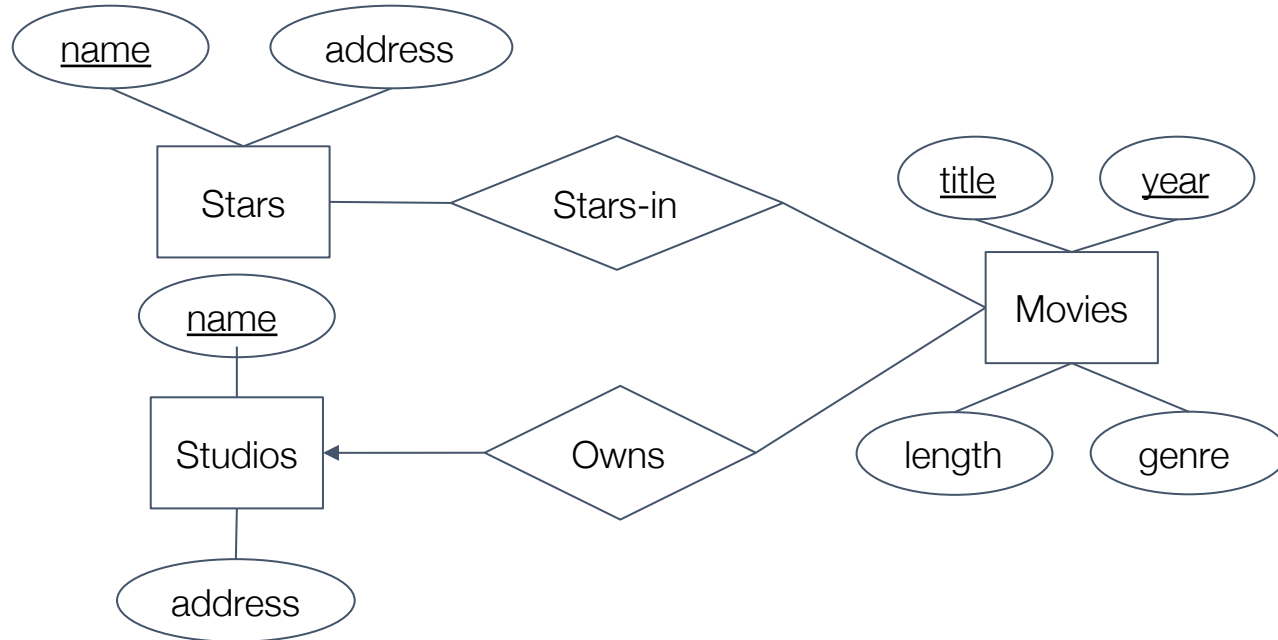 name
address
Stars
Stars-in
title
year
Movies
name
Studios
Owns
length
genre
address